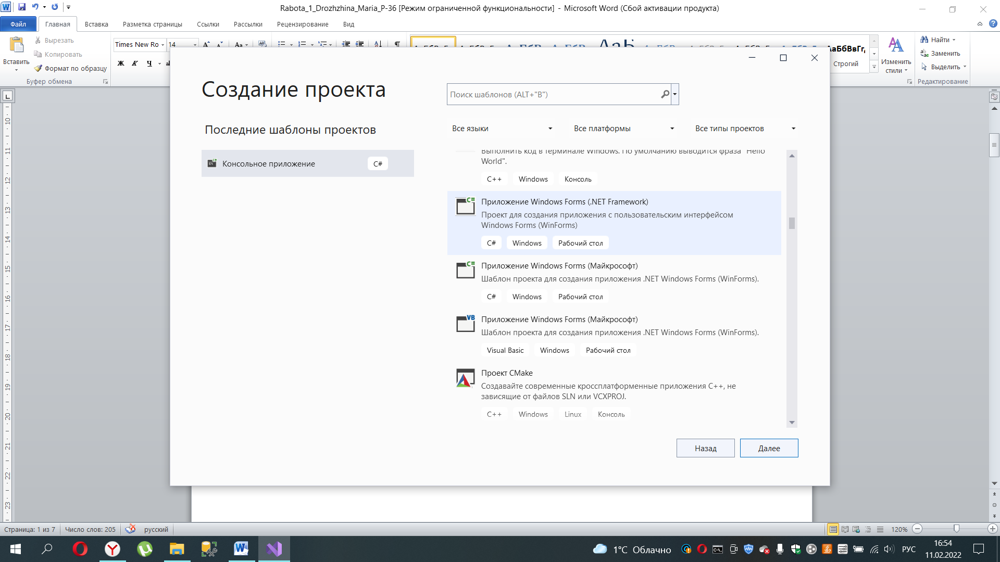 Rabota_1_Drozhzhina_Maria_P-36 [Режим ограниченной функциональности] - Microsoft Word (Сбой активации продукта)
Файл Главная Вставка Разметка страницы Ссылки Рассылки Рецензирование Вид
Вставить
Вырезать
Копировать
Формат по образцу
Буфер обмена
Times New Ro 14
Ж К Ч
АаБбВвГг,
Строгий
Изменить стили
Найти
Заменить
Выделить
Редактирование
Создание проекта
Поиск шаблонов (ALT+"B")
Последние шаблоны проектов
Все языки Все платформы Все типы проектов
Консольное приложение C#
Выполнить код в терминале Windows. По умолчанию выводится фраза "Hello
World".
C++ Windows Консоль
Приложение Windows Forms (.NET Framework)
Проект для создания приложения с пользовательским интерфейсом
Windows Forms (WinForms)
C# Windows Рабочий стол
Приложение Windows Forms (Майкрософт)
Шаблон проекта для создания приложения .NET Windows Forms (WinForms).
C# Windows Рабочий стол
Приложение Windows Forms (Майкрософт)
Шаблон проекта для создания приложения .NET Windows Forms (WinForms).
Visual Basic Windows Рабочий стол
Проект CMake
Создавайте современные кроссплатформенные приложения C++, не
зависящие от файлов SLN или VCXPROJ.
C++ Windows Linux Консоль
Назад Далее
Страница: 1 из 7 Число слов: 205 русский 120%
1°C Облачно РУС
16:54
11.02.2022